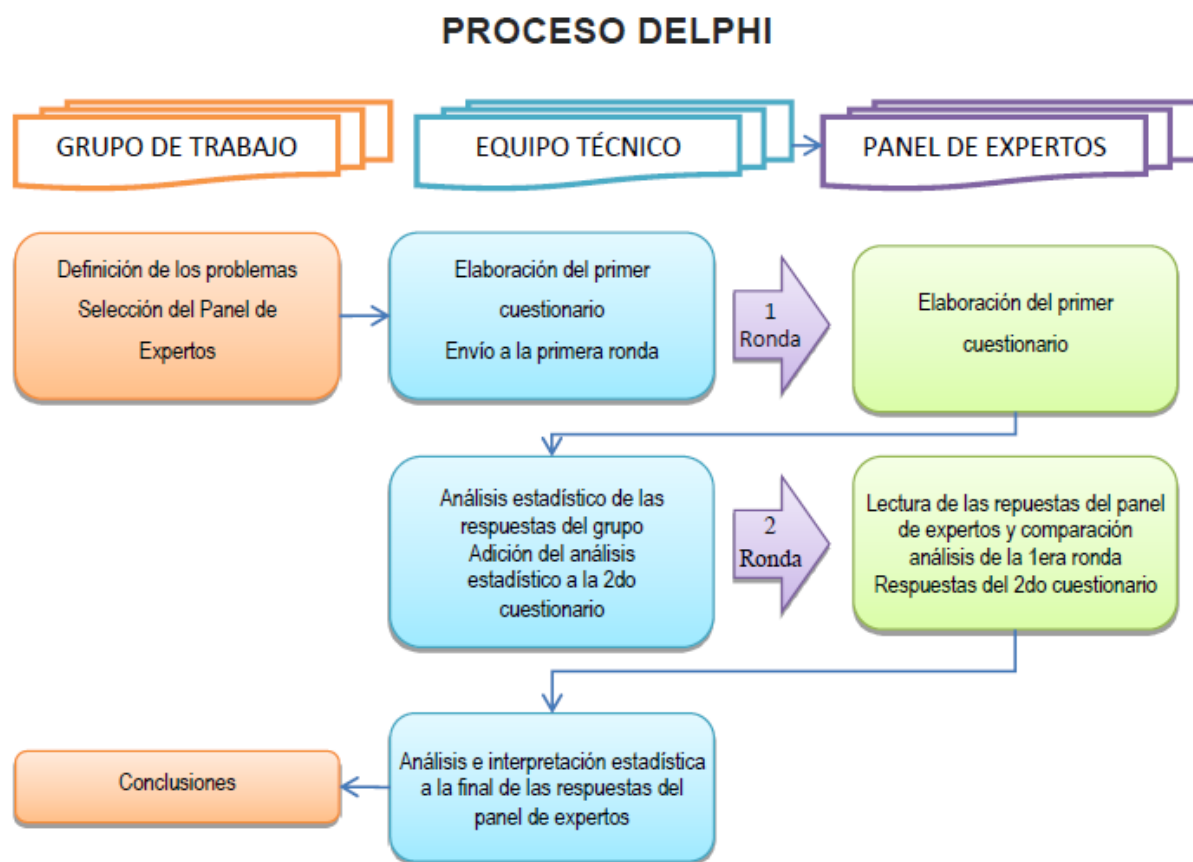 PROCESO DELPHI
GRUPO DE TRABAJO
EQUIPO TÉCNICO
PANEL DE EXPERTOS
Definición de los problemas
Selección del Panel de
Expertos
Elaboración del primer
cuestionario
Envío a la primera ronda
1
Ronda
Elaboración del primer
cuestionario
Análisis estadístico de las
respuestas del grupo
Adición del análisis
estadístico a la 2do
cuestionario
2
Ronda
Lectura de las repuestas del panel
de expertos y comparación
análisis de la 1era ronda
Respuestas del 2do cuestionario
Conclusiones
Análisis e interpretación estadística
a la final de las respuestas del
panel de expertos